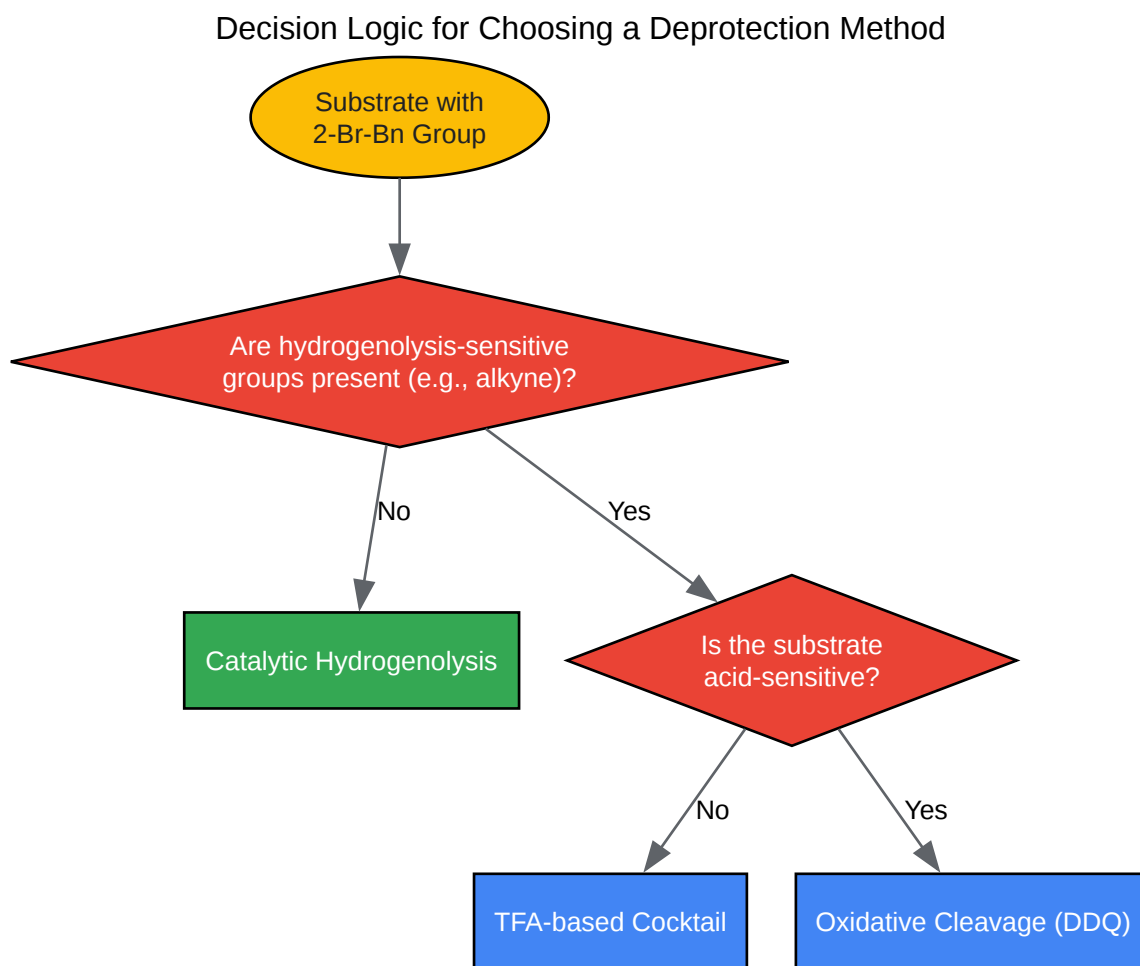 Decision Logic for Choosing a Deprotection Method
Substrate with
2-Br-Bn Group
Are hydrogenolysis-sensitive
groups present (e.g., alkyne)?
No
Yes
Catalytic Hydrogenolysis
Is the substrate
acid-sensitive?
No
Yes
TFA-based Cocktail
Oxidative Cleavage (DDQ)